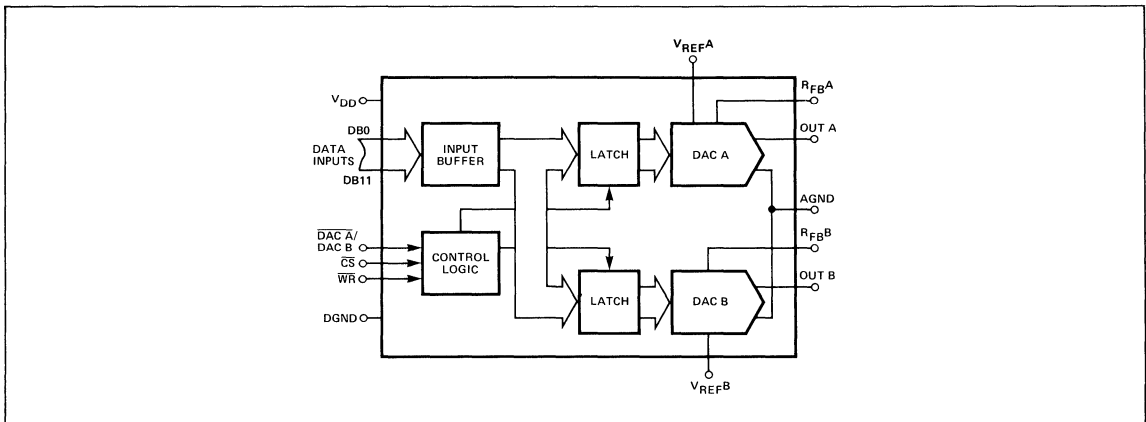 VREFA
RFBA
VDD
OUT A
DB0
DATA
INPUTS
DB11
INPUT
BUFFER
LATCH
DAC A
AGND
RFBB
DAC A/
DAC B
CS
WR
CONTROL
LOGIC
OUT B
LATCH
DAC B
DGND
VREFB